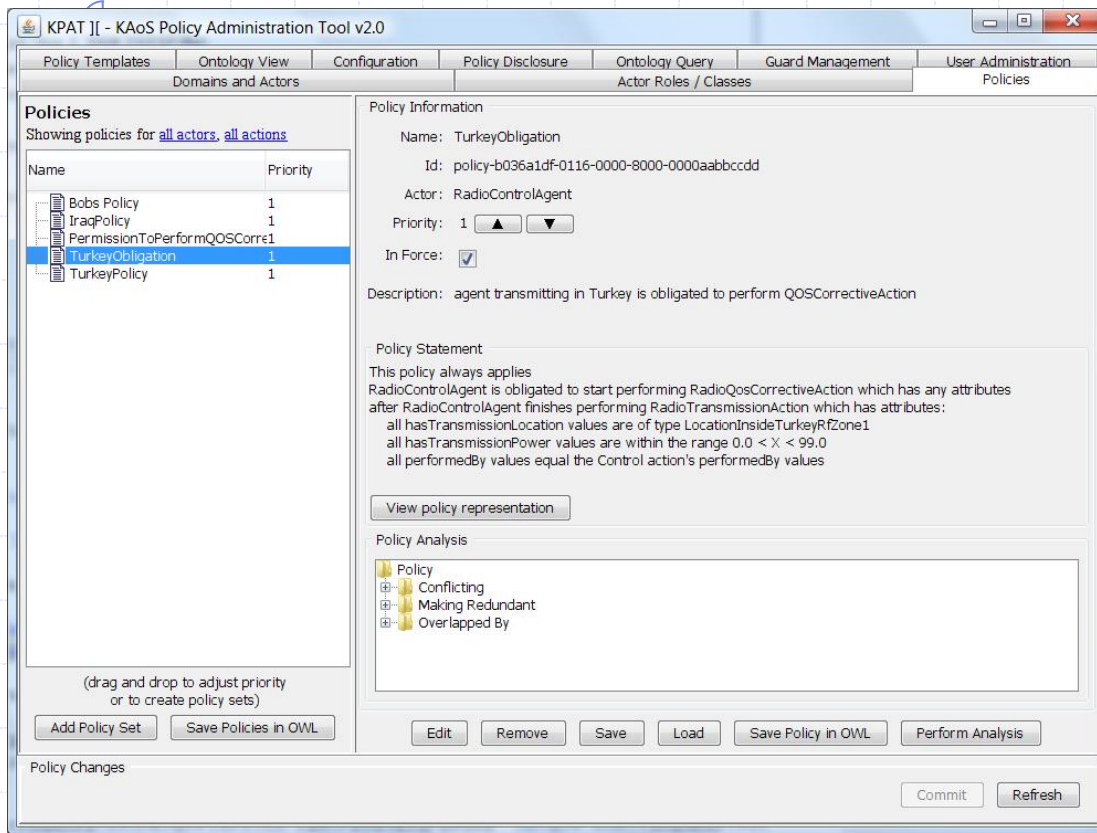 KPAT ][ - KAoS Policy Administration Tool v2.0
Policy Templates
Ontology View
Configuration
Policy Disclosure
Ontology Query
Guard Management
User Administration
Domains and Actors
Actor Roles / Classes
Policies
Policies
Showing policies for all actors, all actions
Name Priority
Bobs Policy 1
IraqPolicy 1
PermissionToPerformQOSCorre 1
TurkeyObligation 1
TurkeyPolicy 1
(drag and drop to adjust priority
or to create policy sets)
Add Policy Set
Save Policies in OWL
Policy Information
Name: TurkeyObligation
Id: policy-b036a1df-0116-0000-8000-0000aabbccdd
Actor: RadioControlAgent
Priority: 1 ▲ ▼
In Force:
Description: agent transmitting in Turkey is obligated to perform QOSCorrectiveAction
Policy Statement
This policy always applies
RadioControlAgent is obligated to start performing RadioQosCorrectiveAction which has any attributes
after RadioControlAgent finishes performing RadioTransmissionAction which has attributes:
all hasTransmissionLocation values are of type LocationInsideTurkeyRfZone1
all hasTransmissionPower values are within the range 0.0 < X < 99.0
all performedBy values equal the Control action's performedBy values
View policy representation
Policy Analysis
Policy
Conflicting
Making Redundant
Overlapped By
Edit
Remove
Save
Load
Save Policy in OWL
Perform Analysis
Policy Changes
Commit
Refresh